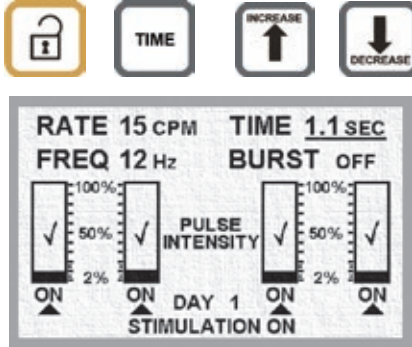 TIME
INCREASE
DECREASE
RATE 15 CPM TIME 1.1 SEC
FREQ 12 Hz BURST OFF
100% 100%
50% PULSE INTENSITY 50%
2% 2%
ON ON DAY 1 ON ON
STIMULATION ON